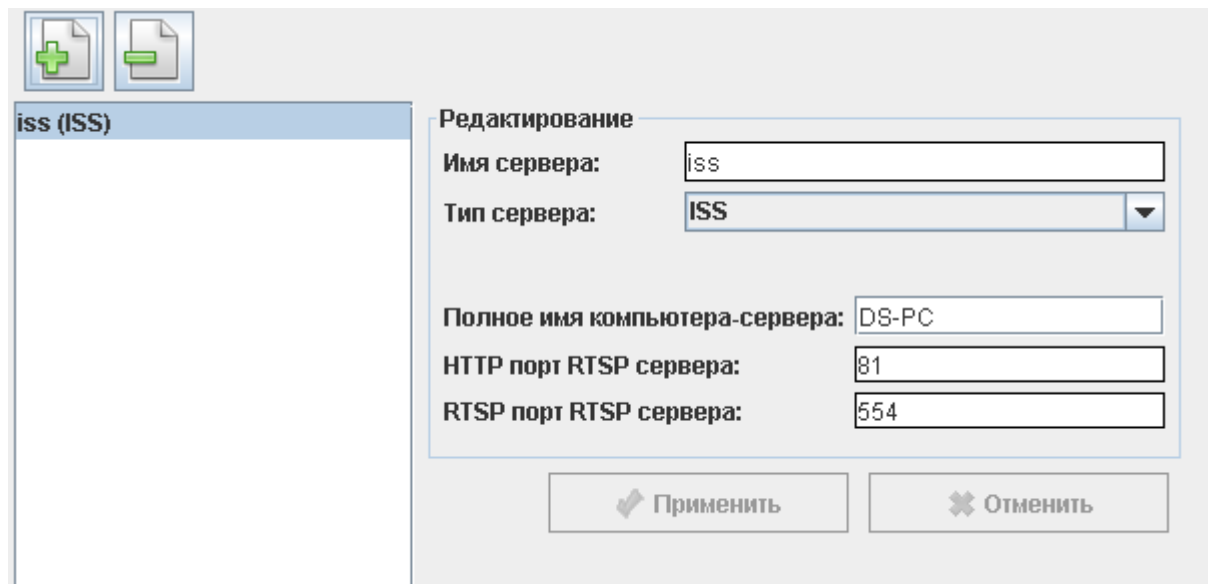 iss (ISS)
Редактирование
Имя сервера: iss
Тип сервера: ISS
Полное имя компьютера-сервера: DS-PC
HTTP порт RTSP сервера: 81
RTSP порт RTSP сервера: 554
Применить Отменить